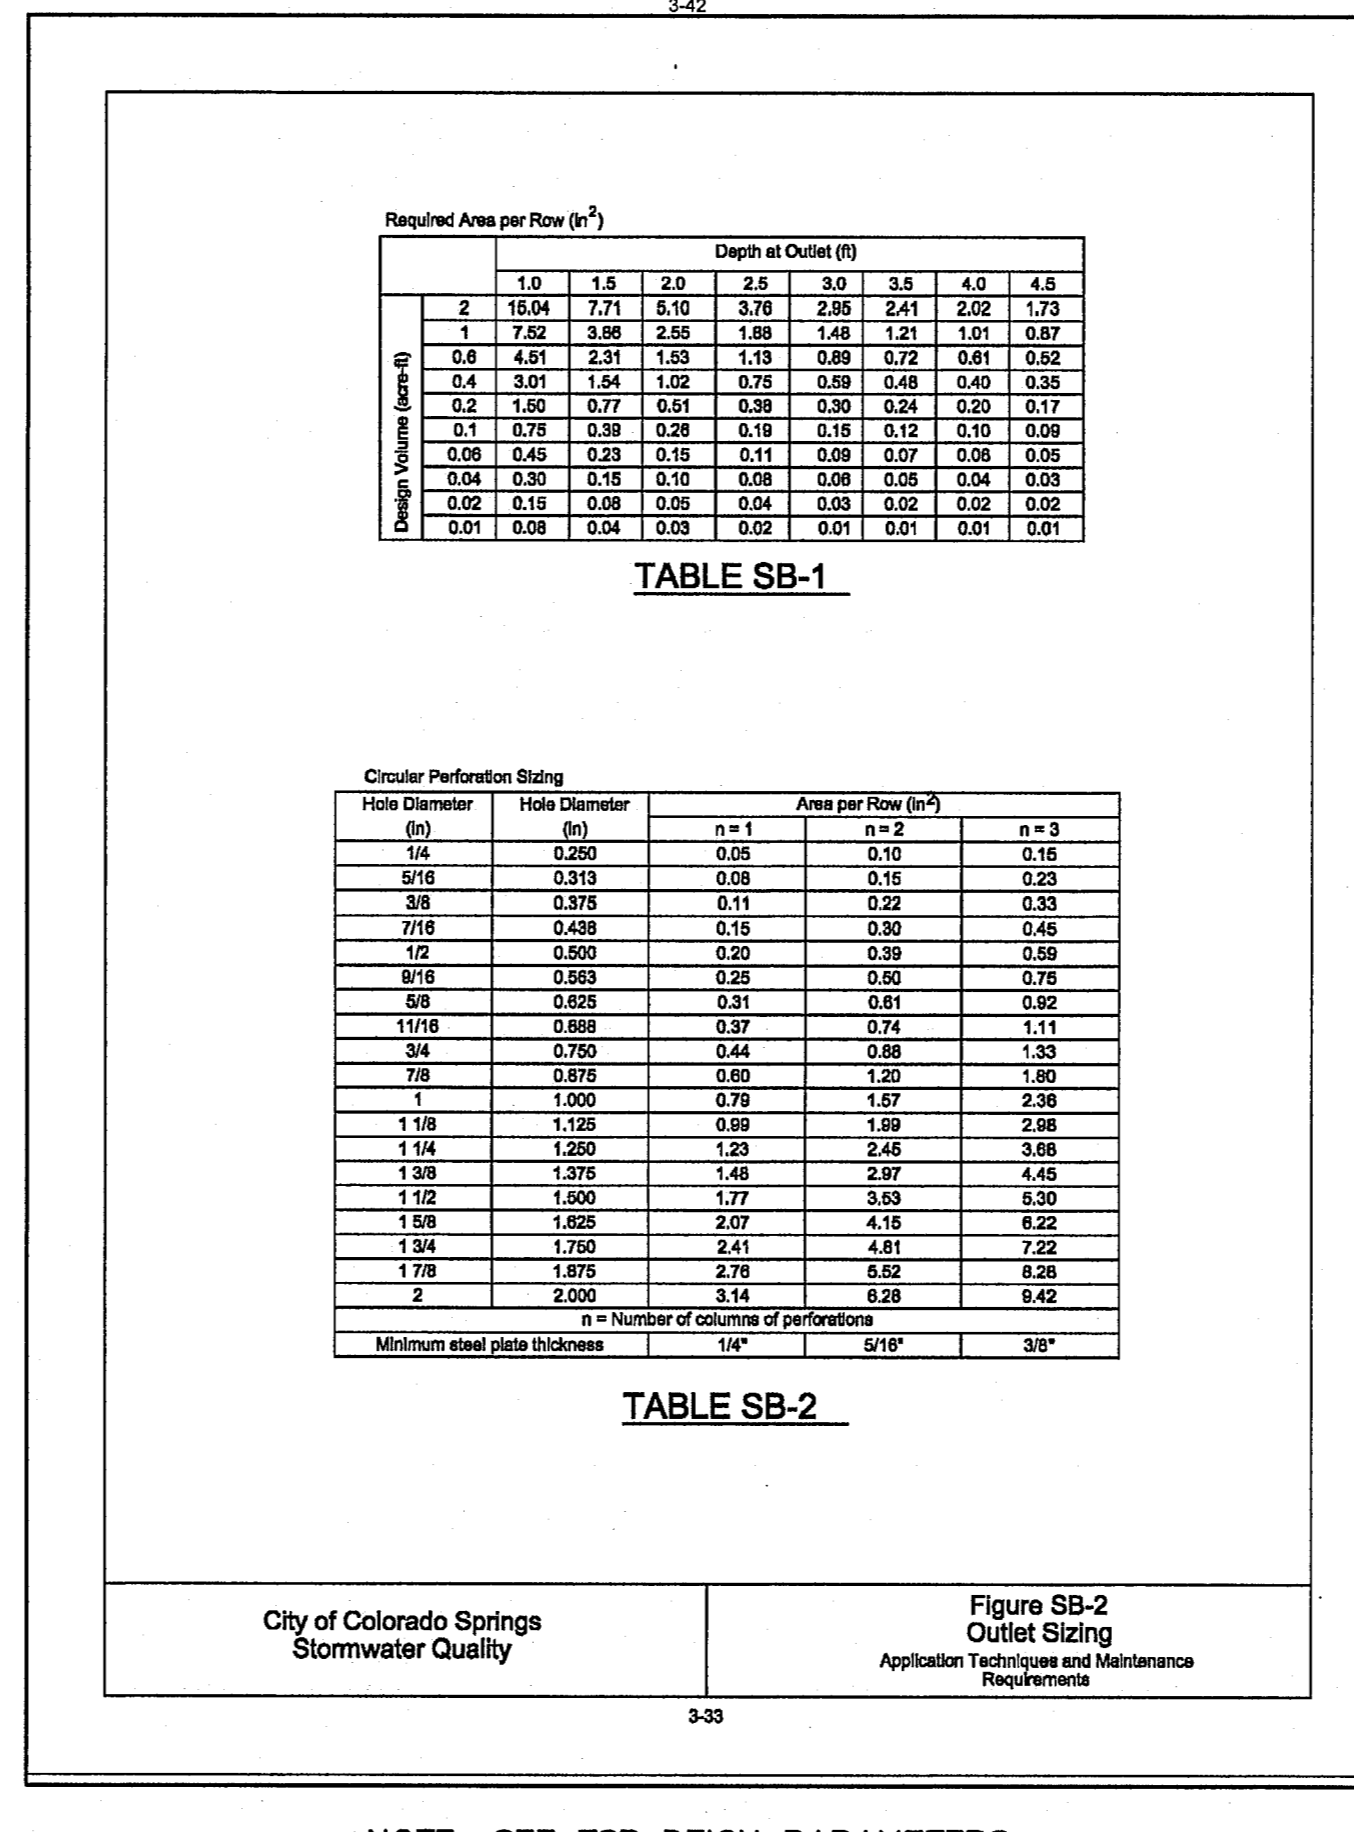 3-42
Required Area per Row (in2)
Depth at Outlet (ft)
1.0 1.5 2.0 2.5 3.0 3.5 4.0 4.5
Design Volume (acre-ft)
2 15.04 7.71 5.10 3.76 2.95 2.41 2.02 1.73
1 7.52 3.86 2.55 1.88 1.48 1.21 1.01 0.87
0.6 4.51 2.31 1.53 1.13 0.89 0.72 0.61 0.52
0.4 3.01 1.54 1.02 0.75 0.59 0.48 0.40 0.35
0.2 1.50 0.77 0.51 0.38 0.30 0.24 0.20 0.17
0.1 0.75 0.39 0.26 0.19 0.15 0.12 0.10 0.09
0.06 0.45 0.23 0.15 0.11 0.09 0.07 0.06 0.05
0.04 0.30 0.15 0.10 0.08 0.06 0.05 0.04 0.03
0.02 0.15 0.08 0.05 0.04 0.03 0.02 0.02 0.02
0.01 0.08 0.04 0.03 0.02 0.01 0.01 0.01 0.01
TABLE SB-1
Circular Perforation Sizing
Hole Diameter Hole Diameter Area per Row (in2)
(in) (in) n = 1 n = 2 n = 3
1/4 0.250 0.05 0.10 0.15
5/16 0.313 0.08 0.15 0.23
3/8 0.375 0.11 0.22 0.33
7/16 0.438 0.15 0.30 0.45
1/2 0.500 0.20 0.39 0.59
9/16 0.563 0.25 0.50 0.75
5/8 0.625 0.31 0.61 0.92
11/16 0.688 0.37 0.74 1.11
3/4 0.750 0.44 0.88 1.33
7/8 0.875 0.60 1.20 1.80
1 1.000 0.79 1.57 2.36
1 1/8 1.125 0.99 1.99 2.98
1 1/4 1.250 1.23 2.45 3.68
1 3/8 1.375 1.48 2.97 4.45
1 1/2 1.500 1.77 3.53 5.30
1 5/8 1.625 2.07 4.15 6.22
1 3/4 1.750 2.41 4.81 7.22
1 7/8 1.875 2.76 5.52 8.28
2 2.000 3.14 6.28 9.42
n = Number of columns of perforations
Minimum steel plate thickness 1/4" 5/16" 3/8"
TABLE SB-2
City of Colorado Springs
Stormwater Quality
Figure SB-2
Outlet Sizing
Application Techniques and Maintenance
Requirements
3-33